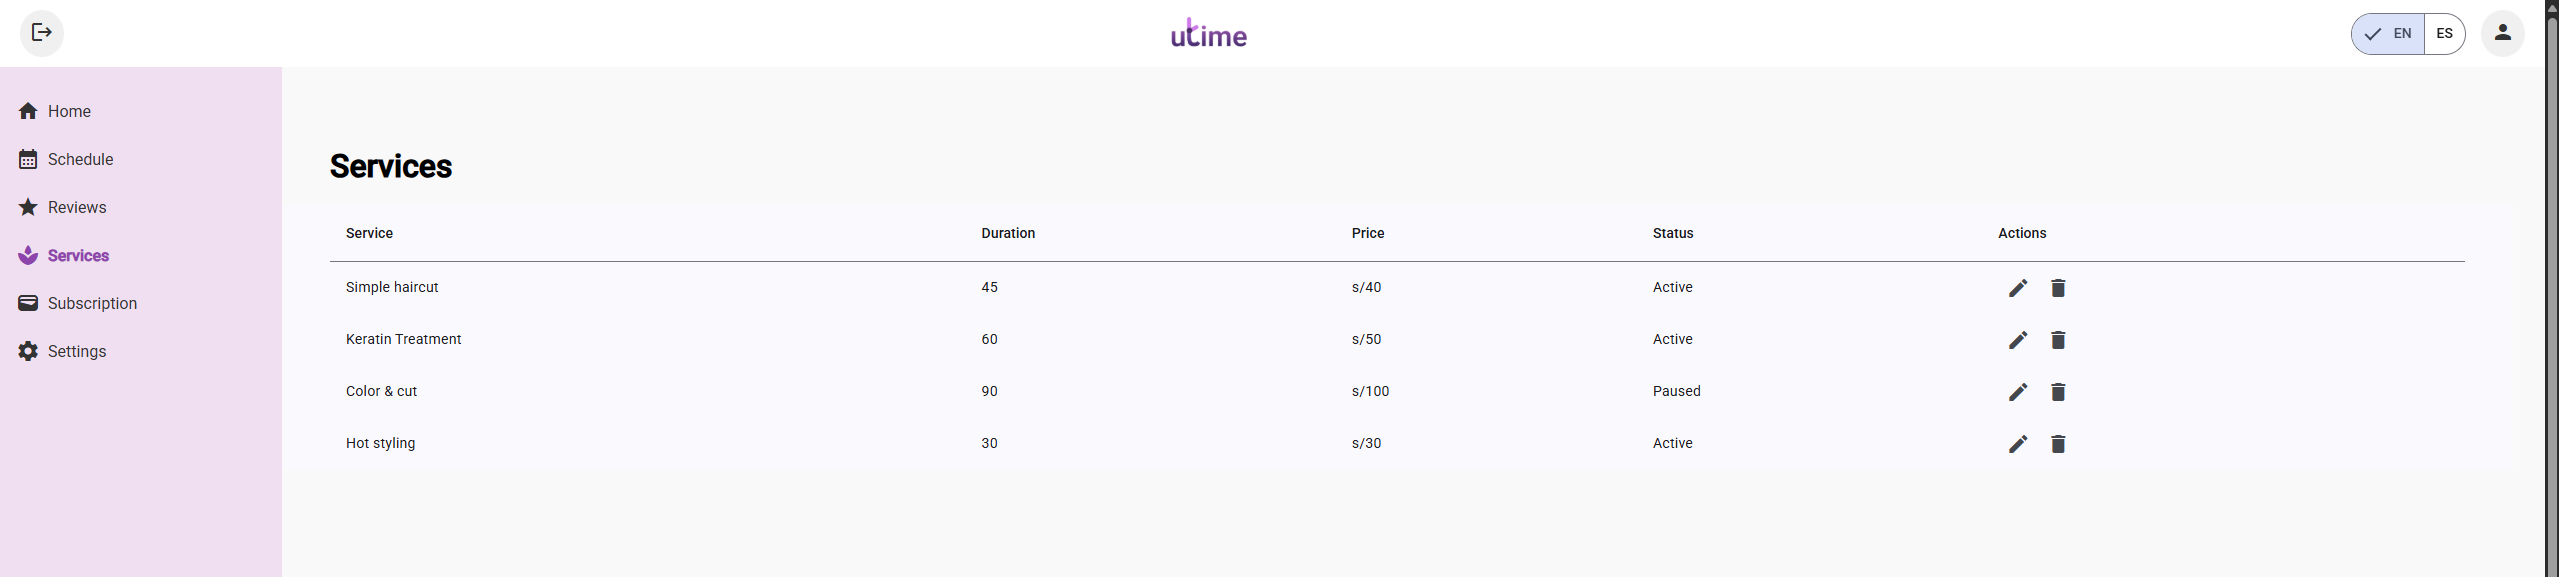 utime
EN ES
Home
Schedule
Reviews
Services
Subscription
Settings
Services
Service Duration Price Status Actions
Simple haircut 45 s/40 Active
Keratin Treatment 60 s/50 Active
Color & cut 90 s/100 Paused
Hot styling 30 s/30 Active